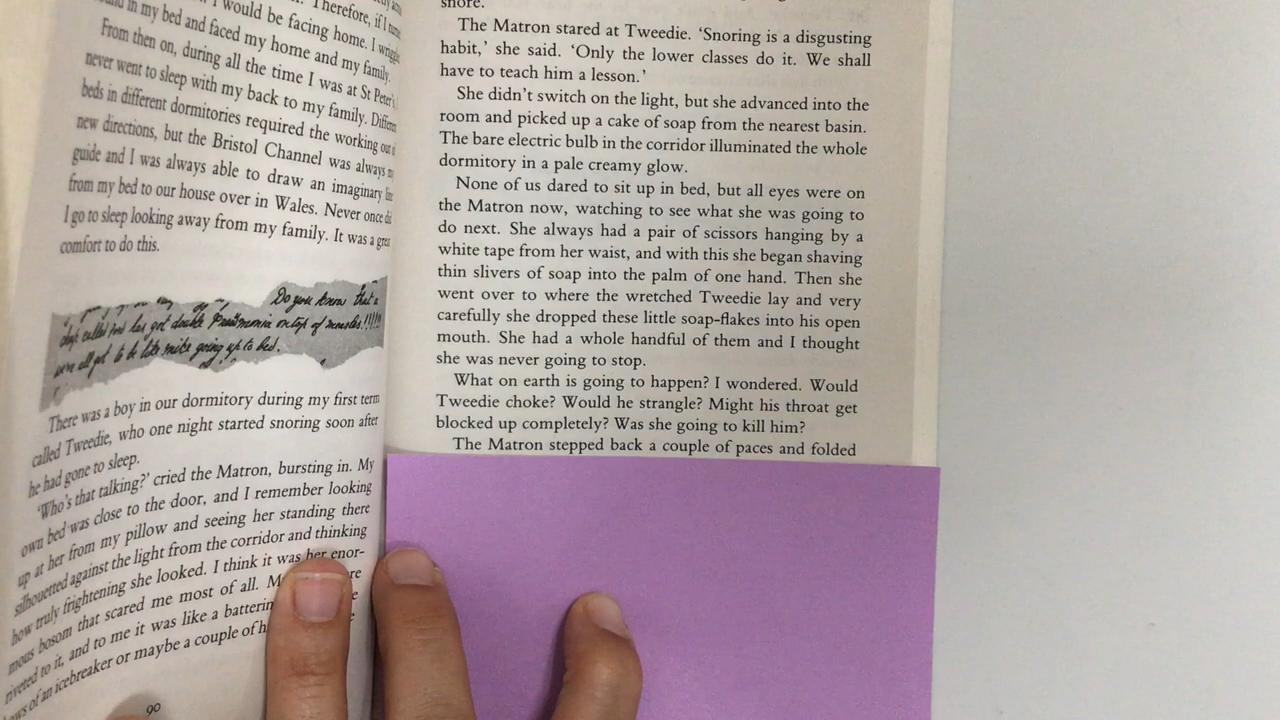 Therefore, if I
I would be facing home. I
in my bed and faced my home and my family.
From then on, during all the time I was at St Peter's,
never went to sleep with my back to my family.
beds in different dormitories required the working out
new directions, but the Bristol Channel was always
guide and I was always able to draw an imaginary
from my bed to our house over in Wales. Never once
I go to sleep looking away from my family. It was a
comfort to do this.
Do you know that a
chap called has got double Pneumonia on top of measles!!!!!
we all got to be like mice going up to bed.
There was a boy in our dormitory during my first term
called Tweedie, who one night started snoring soon after
he had gone to sleep.
'Who's that talking?' cried the Matron, bursting in. My
own bed was close to the door, and I remember looking
up at her from my pillow and seeing her standing there
silhouetted against the light from the corridor and thinking
how truly frightening she looked. I think it was her enor-
mous bosom that scared me most of all.
riveted to it, and to me it was like a
of an icebreaker or maybe a couple of
90
snore.
The Matron stared at Tweedie. 'Snoring is a disgusting
habit,' she said. 'Only the lower classes do it. We shall
have to teach him a lesson.'
She didn't switch on the light, but she advanced into the
room and picked up a cake of soap from the nearest basin.
The bare electric bulb in the corridor illuminated the whole
dormitory in a pale creamy glow.
None of us dared to sit up in bed, but all eyes were on
the Matron now, watching to see what she was going to
do next. She always had a pair of scissors hanging by a
white tape from her waist, and with this she began shaving
thin slivers of soap into the palm of one hand. Then she
went over to where the wretched Tweedie lay and very
carefully she dropped these little soap-flakes into his open
mouth. She had a whole handful of them and I thought
she was never going to stop.
What on earth is going to happen? I wondered. Would
Tweedie choke? Would he strangle? Might his throat get
blocked up completely? Was she going to kill him?
The Matron stepped back a couple of paces and folded